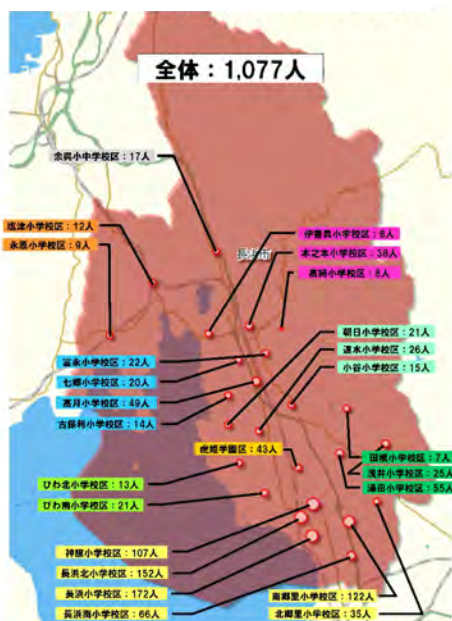 全体：1,077人
余呉小中学校区：17人
塩津小学校区：12人
永原小学校区：9人
伊香具小学校区：6人
木之本小学校区：38人
高時小学校区：8人
長浜市
朝日小学校区：21人
速水小学校区：26人
小谷小学校区：15人
富永小学校区：22人
七郷小学校区：20人
高月小学校区：49人
古保利小学校区：14人
虎姫学園区：43人
田根小学校区：7人
浅井小学校区：25人
湯田小学校区：55人
びわ北小学校区：13人
びわ南小学校区：21人
神照小学校区：107人
長浜北小学校区：152人
長浜小学校区：172人
長浜南小学校区：66人
南郷里小学校区：122人
北郷里小学校区：35人